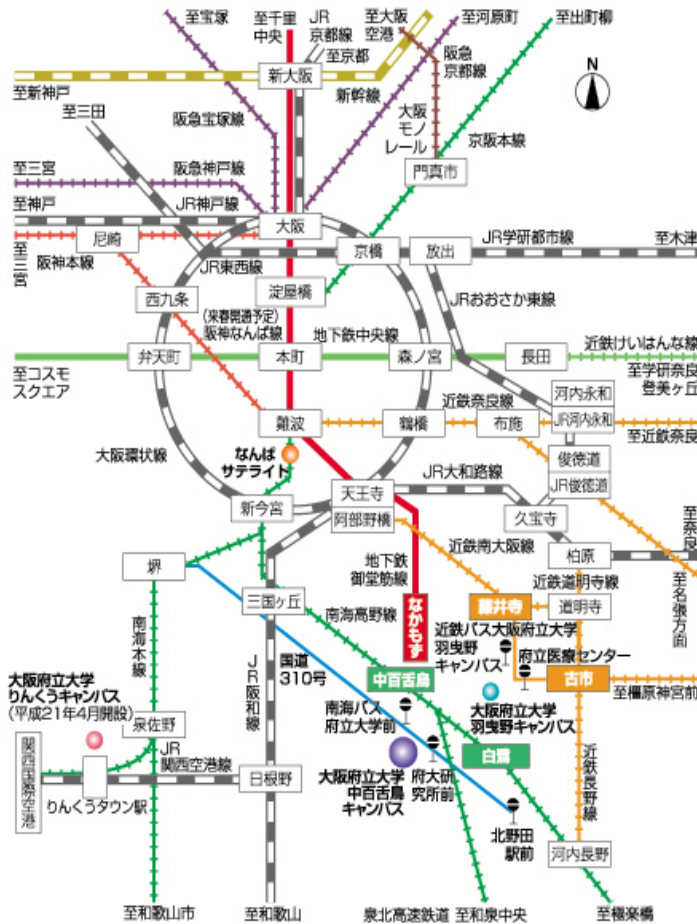 至宝塚
至千里
中央
JR
京都線
至京都
至大阪
空港
至河原町
至出町柳
阪急
京都線
新大阪
新幹線
至新神戸
至三田
阪急宝塚線
大阪
モノ
レール
京阪本線
N
門真市
至三宮
阪急神戸線
至神戸
JR神戸線
大阪
尼崎
京橋
放出
JR学研都市線
至木津
至三宮
阪神本線
JR東西線
淀屋橋
西九条
(来春開通予定)
阪神なんば線
JRおおさか東線
地下鉄中央線
近鉄けいはんな線
弁天町
本町
森ノ宮
長田
至コスモ
スクエア
至学研奈良
登美ヶ丘
河内永和
JR河内永和
近鉄奈良線
難波
鶴橋
布施
至近鉄奈良
大阪環状線
なんば
サテライト
俊徳道
JR俊徳道
JR大和路線
天王寺
阿部野橋
新今宮
久宝寺
至奈良
近鉄南大阪線
柏原
堺
地下鉄
御堂筋線
近鉄道明寺線
至名張方面
三国ヶ丘
南海高野線
なかもず
藤井寺
道明寺
南海本線
近鉄バス大阪府立大学
羽曳野
キャンパス
府立医療センター
国道
310号
JR阪和線
中百舌鳥
古市
至橿原神宮前
大阪府立大学
りんくうキャンパス
(平成21年4月開設)
南海バス
府立大学前
大阪府立大学
羽曳野キャンパス
泉佐野
白鷺
近鉄長野線
JR
関西空港線
大阪府立大学
中百舌鳥
キャンパス
府大研
究所前
関西国際空港
りんくうタウン駅
日根野
北野田
駅前
河内長野
至和歌山市
至和歌山
泉北高速鉄道
至和泉中央
至極楽橋